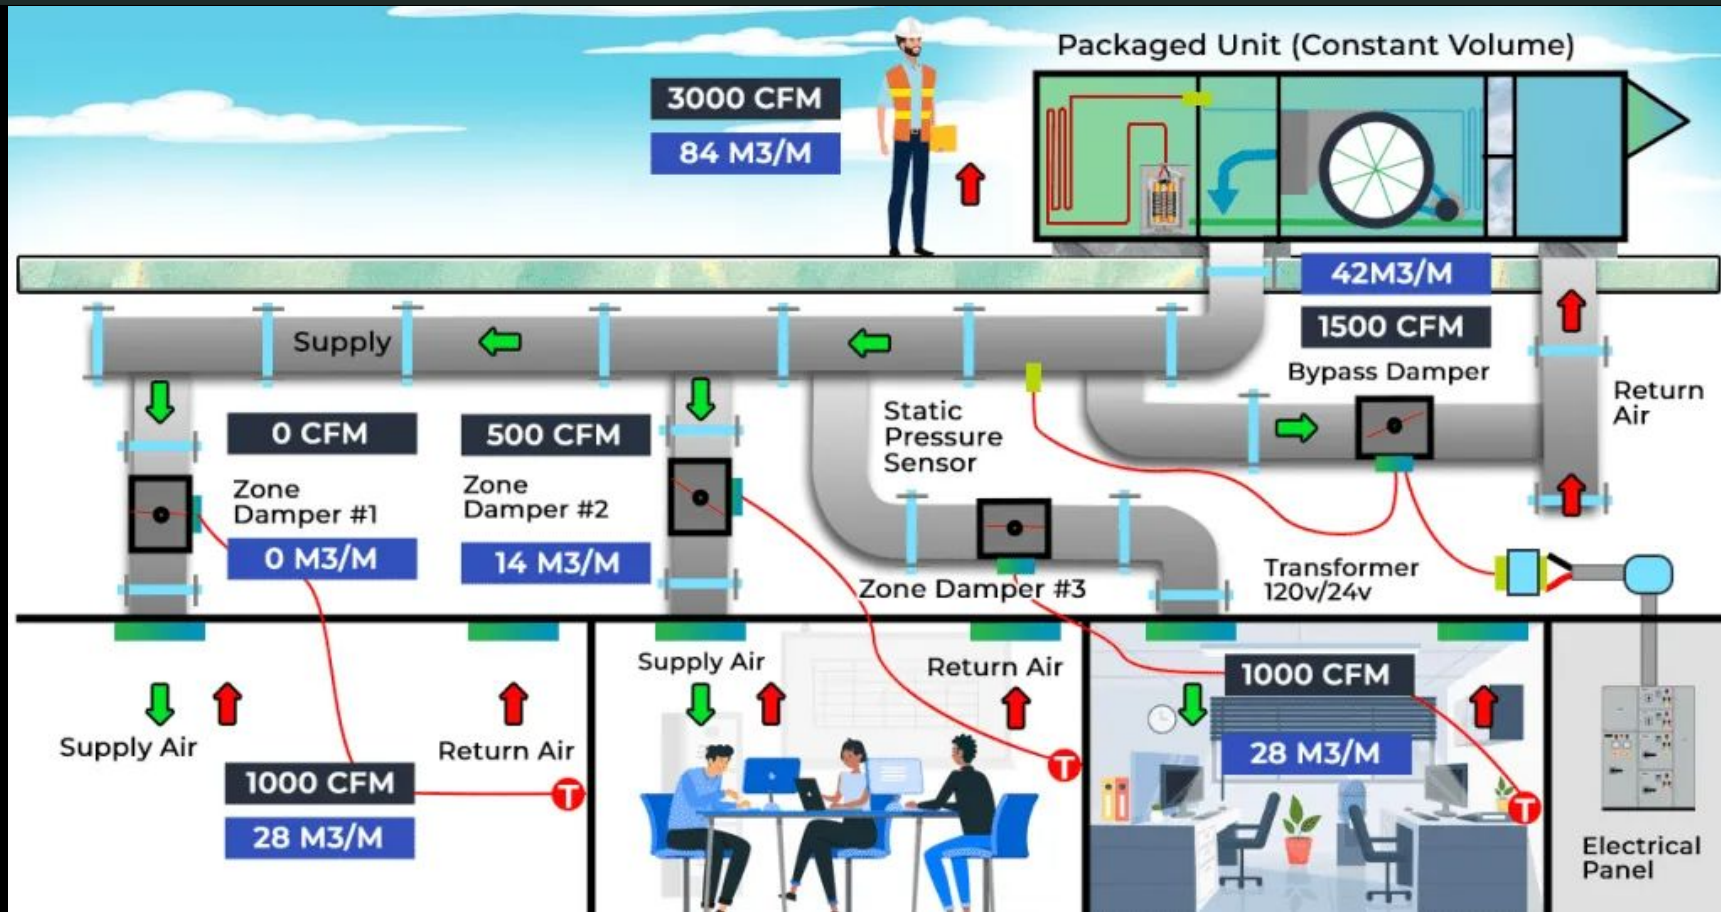 Packaged Unit (Constant Volume)
3000 CFM
84 M3/M
42M3/M
1500 CFM
Bypass Damper
Supply
Return
Air
Static
Pressure
Sensor
0 CFM
Zone
Damper #1
0 M3/M
500 CFM
Zone
Damper #2
14 M3/M
Zone Damper #3
Transformer
120v/24v
Supply Air
Return Air
1000 CFM
28 M3/M
T
Supply Air
Return Air
T
1000 CFM
28 M3/M
T
Electrical
Panel